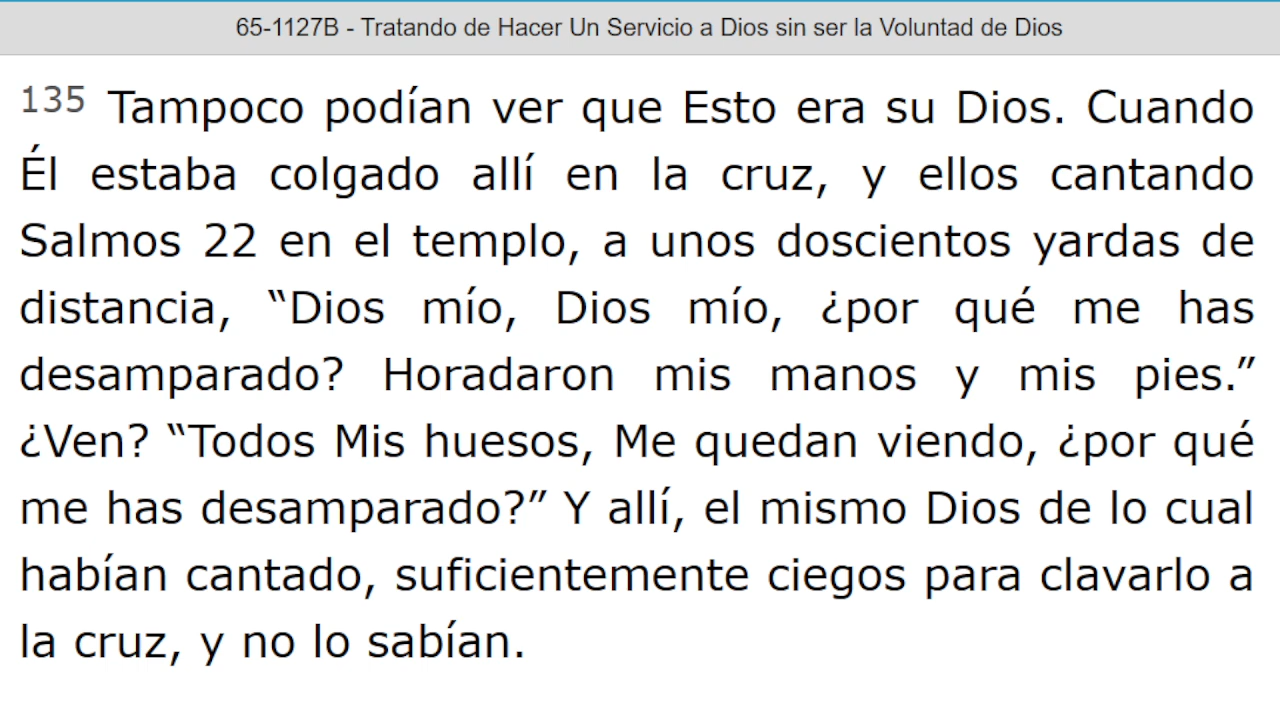 65-1127B - Tratando de Hacer Un Servicio a Dios sin ser la Voluntad de Dios
135 Tampoco podían ver que Esto era su Dios. Cuando
Él estaba colgado allí en la cruz, y ellos cantando
Salmos 22 en el templo, a unos doscientos yardas de
distancia, “Dios mío, Dios mío, ¿por qué me has
desamparado? Horadaron mis manos y mis pies.”
¿Ven? “Todos Mis huesos, Me quedan viendo, ¿por qué
me has desamparado?” Y allí, el mismo Dios de lo cual
habían cantado, suficientemente ciegos para clavarlo a
la cruz, y no lo sabían.